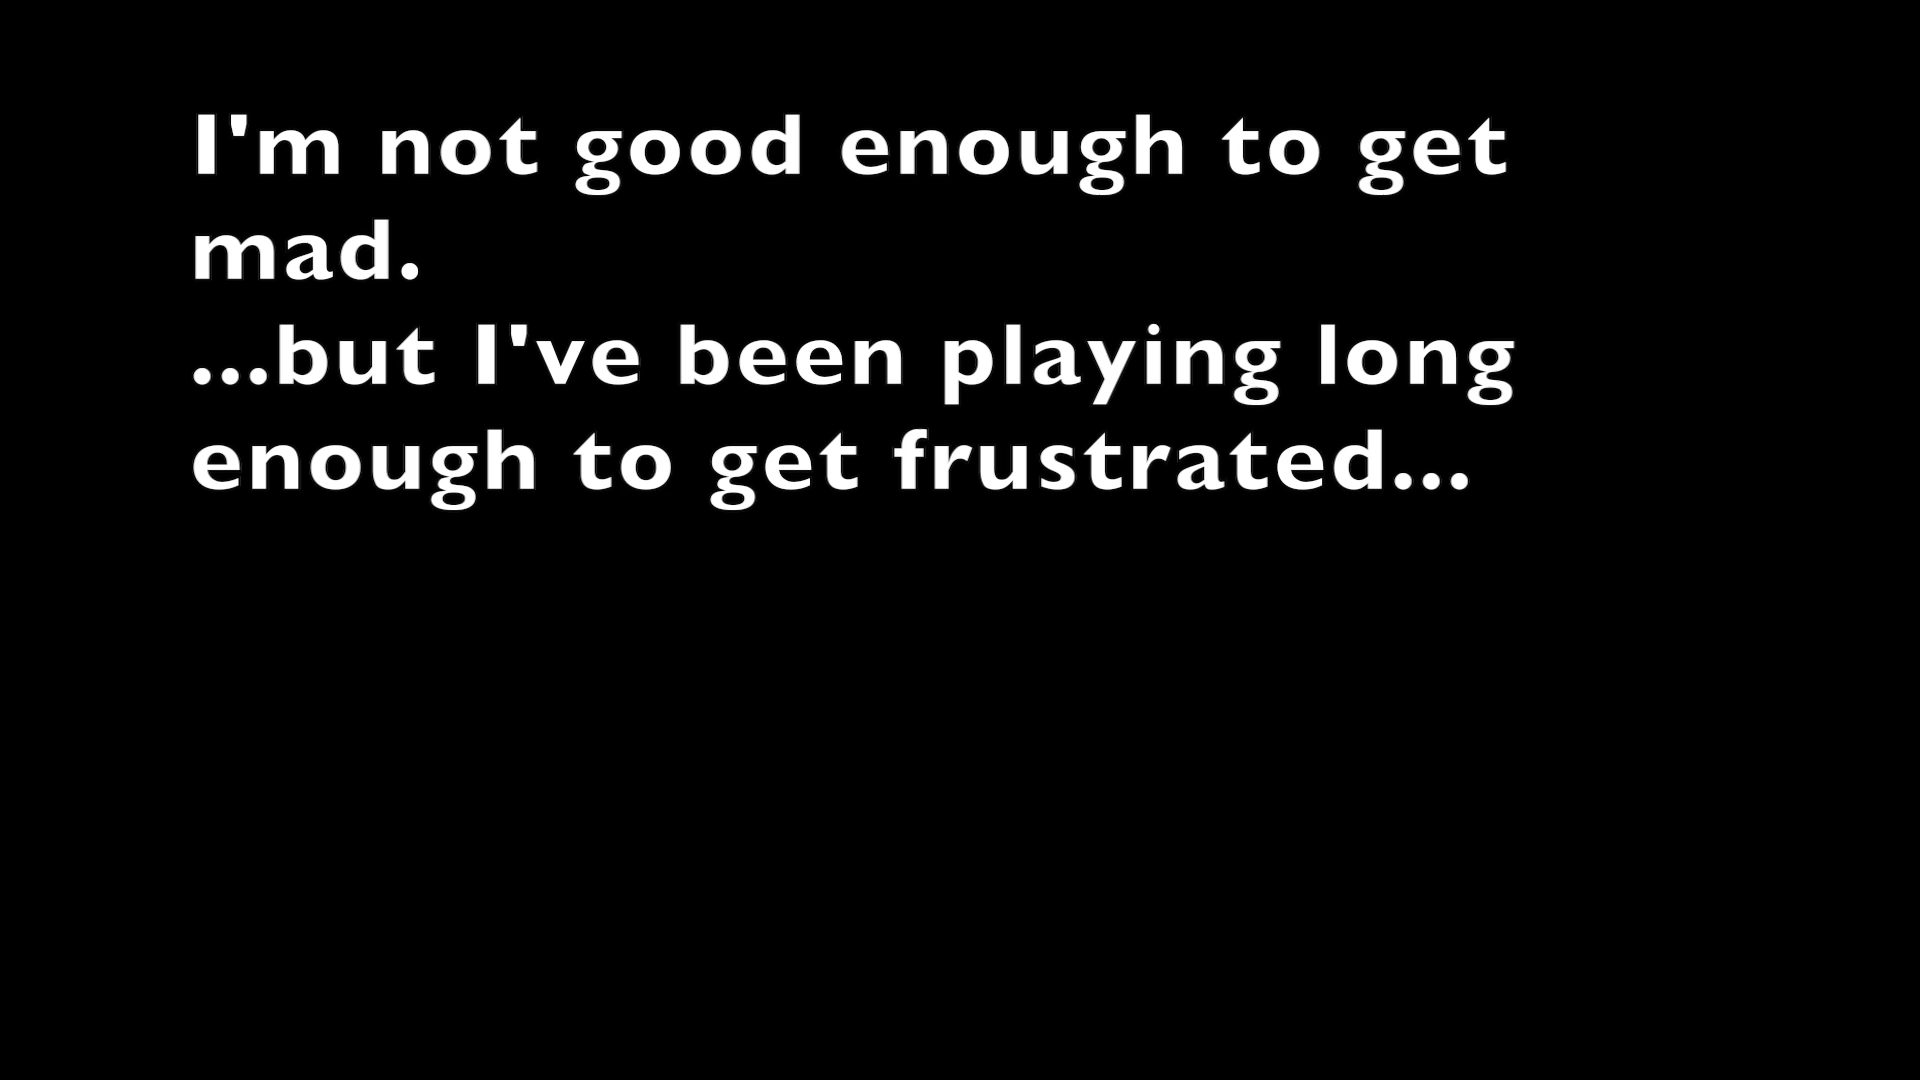 I'm not good enough to get
mad.
...but I've been playing long
enough to get frustrated...